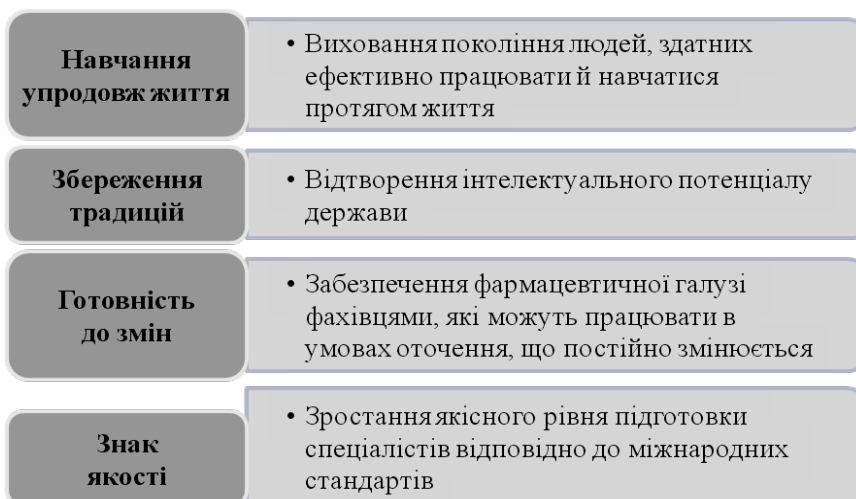 Навчання
упродовж життя
• Виховання покоління людей, здатних
ефективно працювати й навчатися
протягом життя
Збереження
традицій
• Відтворення інтелектуального потенціалу
держави
Готовність
до змін
• Забезпечення фармацевтичної галузі
фахівцями, які можуть працювати в
умовах оточення, що постійно змінюється
Знак
якості
• Зростання якісного рівня підготовки
спеціалістів відповідно до міжнародних
стандартів